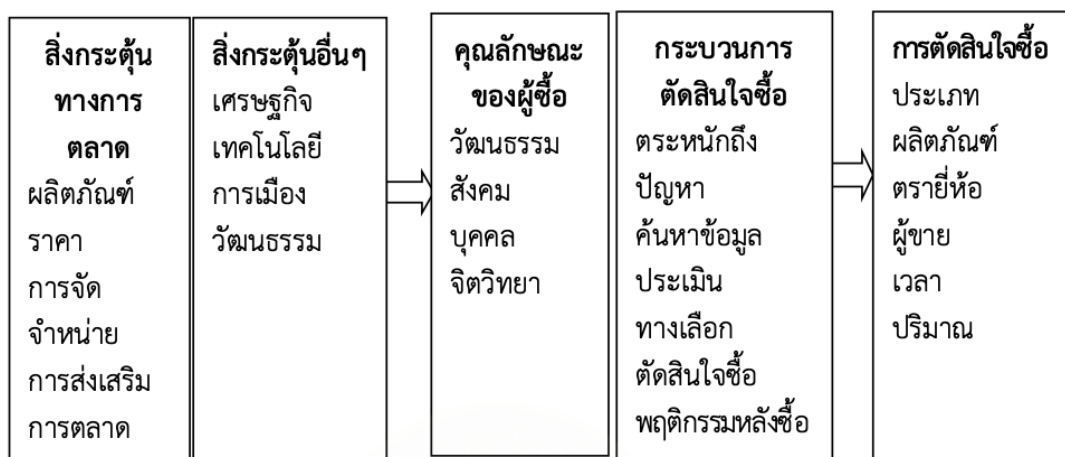 สิ่งกระตุ้น
ทางการ
ตลาด
ผลิตภัณฑ์
ราคา
การจัด
จำหน่าย
การส่งเสริม
การตลาด
สิ่งกระตุ้นอื่นๆ
เศรษฐกิจ
เทคโนโลยี
การเมือง
วัฒนธรรม
คุณลักษณะ
ของผู้ซื้อ
วัฒนธรรม
สังคม
บุคคล
จิตวิทยา
กระบวนการ
ตัดสินใจซื้อ
ตระหนักถึง
ปัญหา
ค้นหาข้อมูล
ประเมิน
ทางเลือก
ตัดสินใจซื้อ
พฤติกรรมหลังซื้อ
การตัดสินใจซื้อ
ประเภท
ผลิตภัณฑ์
ตรายี่ห้อ
ผู้ขาย
เวลา
ปริมาณ